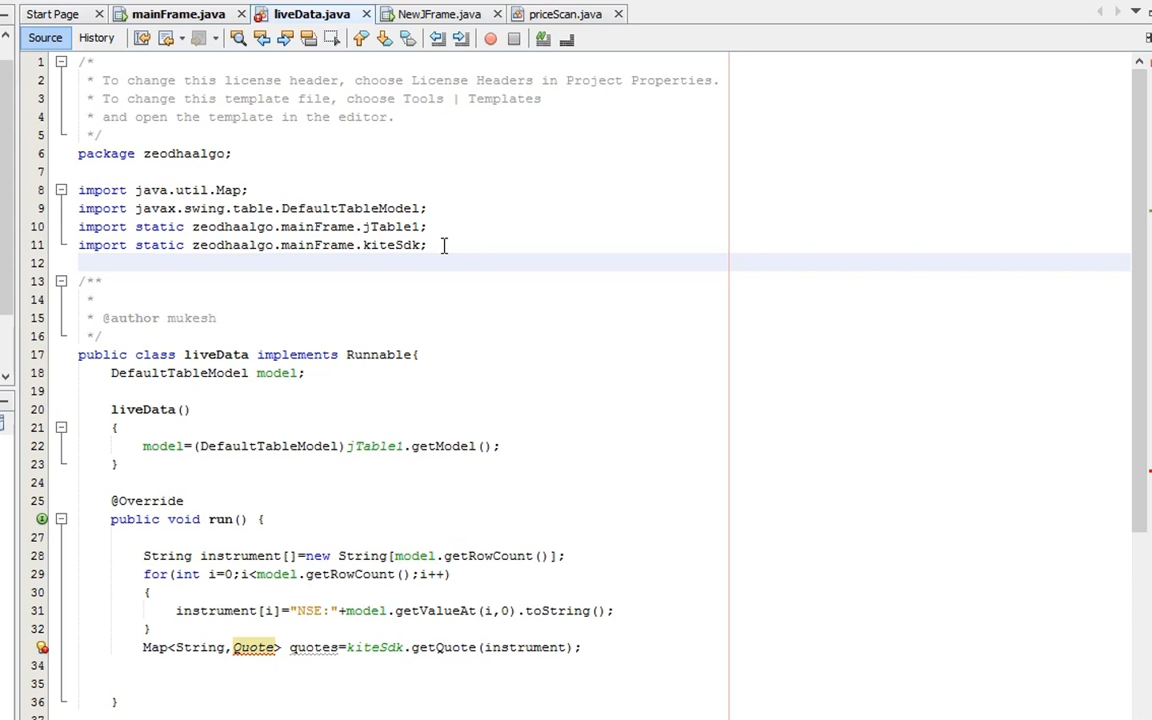 Start Page mainFrame.java liveData.java NewJFrame.java priceScan.java
Source History
1 /*
2 * To change this license header, choose License Headers in Project Properties.
3 * To change this template file, choose Tools | Templates
4 * and open the template in the editor.
5 */
6 package zeodhaalgo;
7
8 import java.util.Map;
9 import javax.swing.table.DefaultTableModel;
10 import static zeodhaalgo.mainFrame.jTable1;
11 import static zeodhaalgo.mainFrame.kiteSdk;
12
13 /**
14 *
15 * @author mukesh
16 */
17 public class liveData implements Runnable{
18 DefaultTableModel model;
19
20 liveData()
21 {
22 model=(DefaultTableModel)jTable1.getModel();
23 }
24
25 @Override
public void run() {
27
28 String instrument[]=new String[model.getRowCount()];
29 for(int i=0;i<model.getRowCount();i++)
30 {
31 instrument[i]="NSE:"+model.getValueAt(i,0).toString();
32 }
Map<String,Quote> quotes=kiteSdk.getQuote(instrument);
34
35
36 }
37